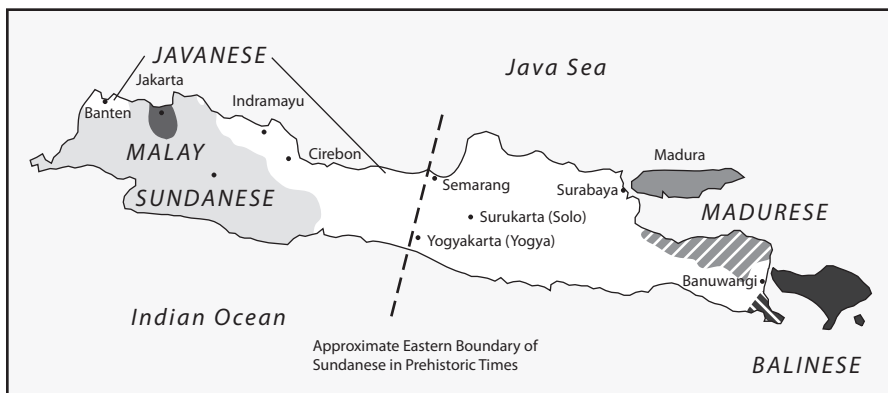 JAVANESE
Java Sea
Jakarta
Banten
Indramayu
MALAY
Cirebon
Madura
Semarang
Surabaya
SUNDANESE
MADURESE
Surukarta (Solo)
Yogyakarta (Yogya)
Banuwangi
Indian Ocean
Approximate Eastern Boundary of
Sundanese in Prehistoric Times
BALINESE